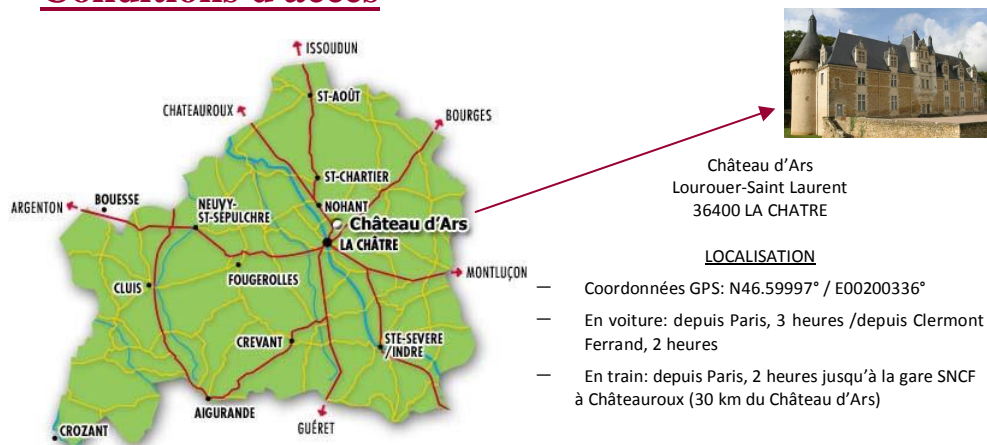 Conditions d'accès
ISSOUDUN
ST-AOÛT
CHATEAUROUX
BOURGES
ST-CHARTIER
BOUESSE
NEUVY-
ST-SÉPULCHRE
NOHANT
ARGENTON
Château d'Ars
LA CHÂTRE
FOUGEROLLES
MONTLUÇON
CLUIS
CREVANT
STE-SEVERE
/INDRE
AIGURANDE
GUÉRET
CROZANT
Château d'Ars
Lourouer-Saint Laurent
36400 LA CHATRE
LOCALISATION
— Coordonnées GPS: N46.59997° / E00200336°
— En voiture: depuis Paris, 3 heures /depuis Clermont
Ferrand, 2 heures
— En train: depuis Paris, 2 heures jusqu'à la gare SNCF
à Châteauroux (30 km du Château d'Ars)